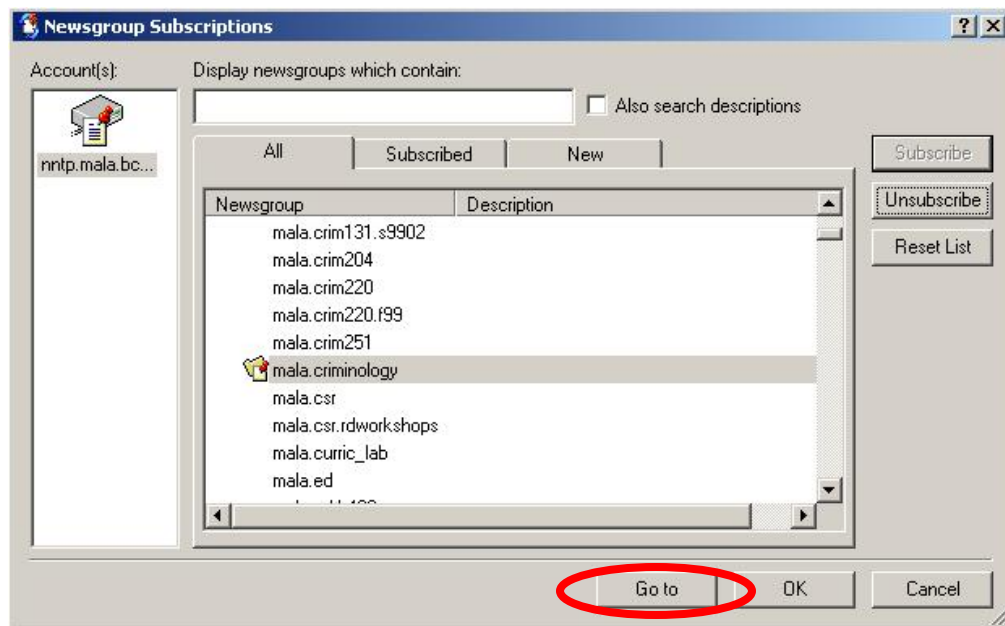 Newsgroup Subscriptions
Account(s):
Display newsgroups which contain:
Also search descriptions
nntp.mala.bc...
All Subscribed New
Subscribe
Unsubscribe
Reset List
Newsgroup Description
mala.crim131.s9902
mala.crim204
mala.crim220
mala.crim220.f99
mala.crim251
mala.criminology
mala.csr
mala.csr.rdworkshops
mala.curric_lab
mala.ed
Go to OK Cancel